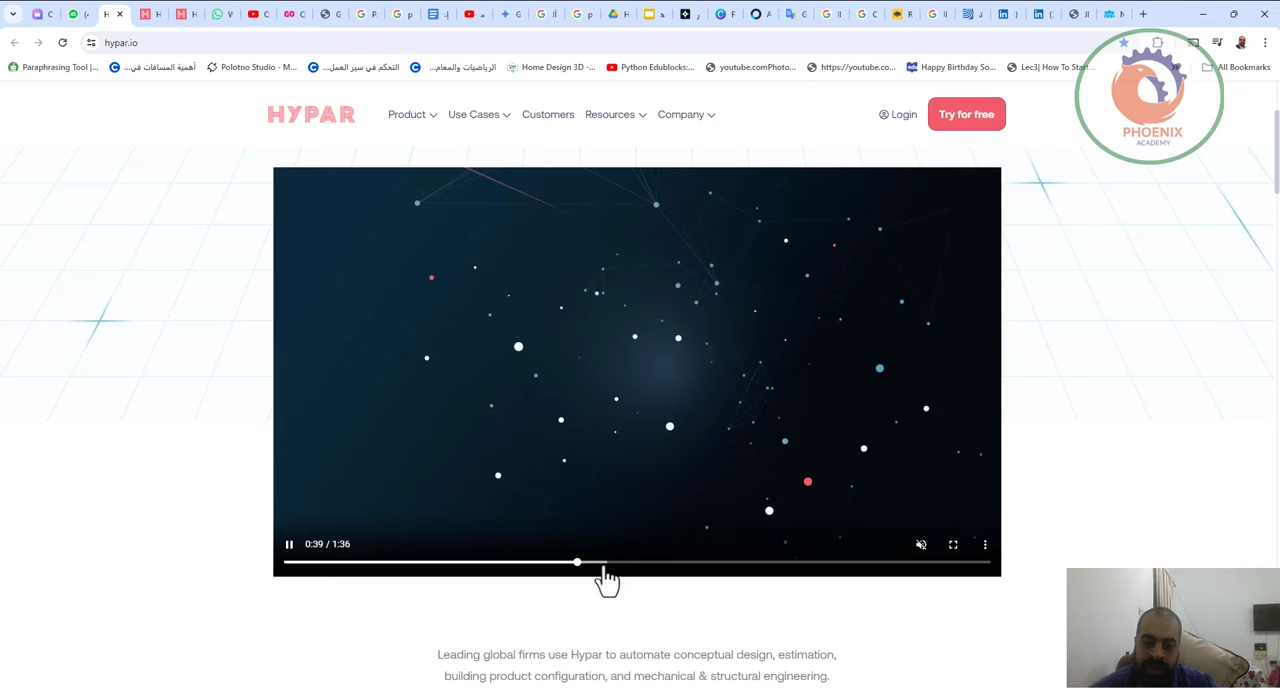 hypar.io
Paraphrasing Tool |...
أهمية المسافات في...
Polotno Studio - M...
التحكم في سير العمل...
Home Design 3D -...
Python Edublocks:...
youtube.comPhoto...
https://youtube.co...
Happy Birthday So...
Lec3| How To Start...
All Bookmarks
HYPAR
Product
Use Cases
Customers
Resources
Company
Login
Try for free
PHOENIX
ACADEMY
0:39 / 1:36
Leading global firms use Hypar to automate conceptual design, estimation,
building product configuration, and mechanical & structural engineering.